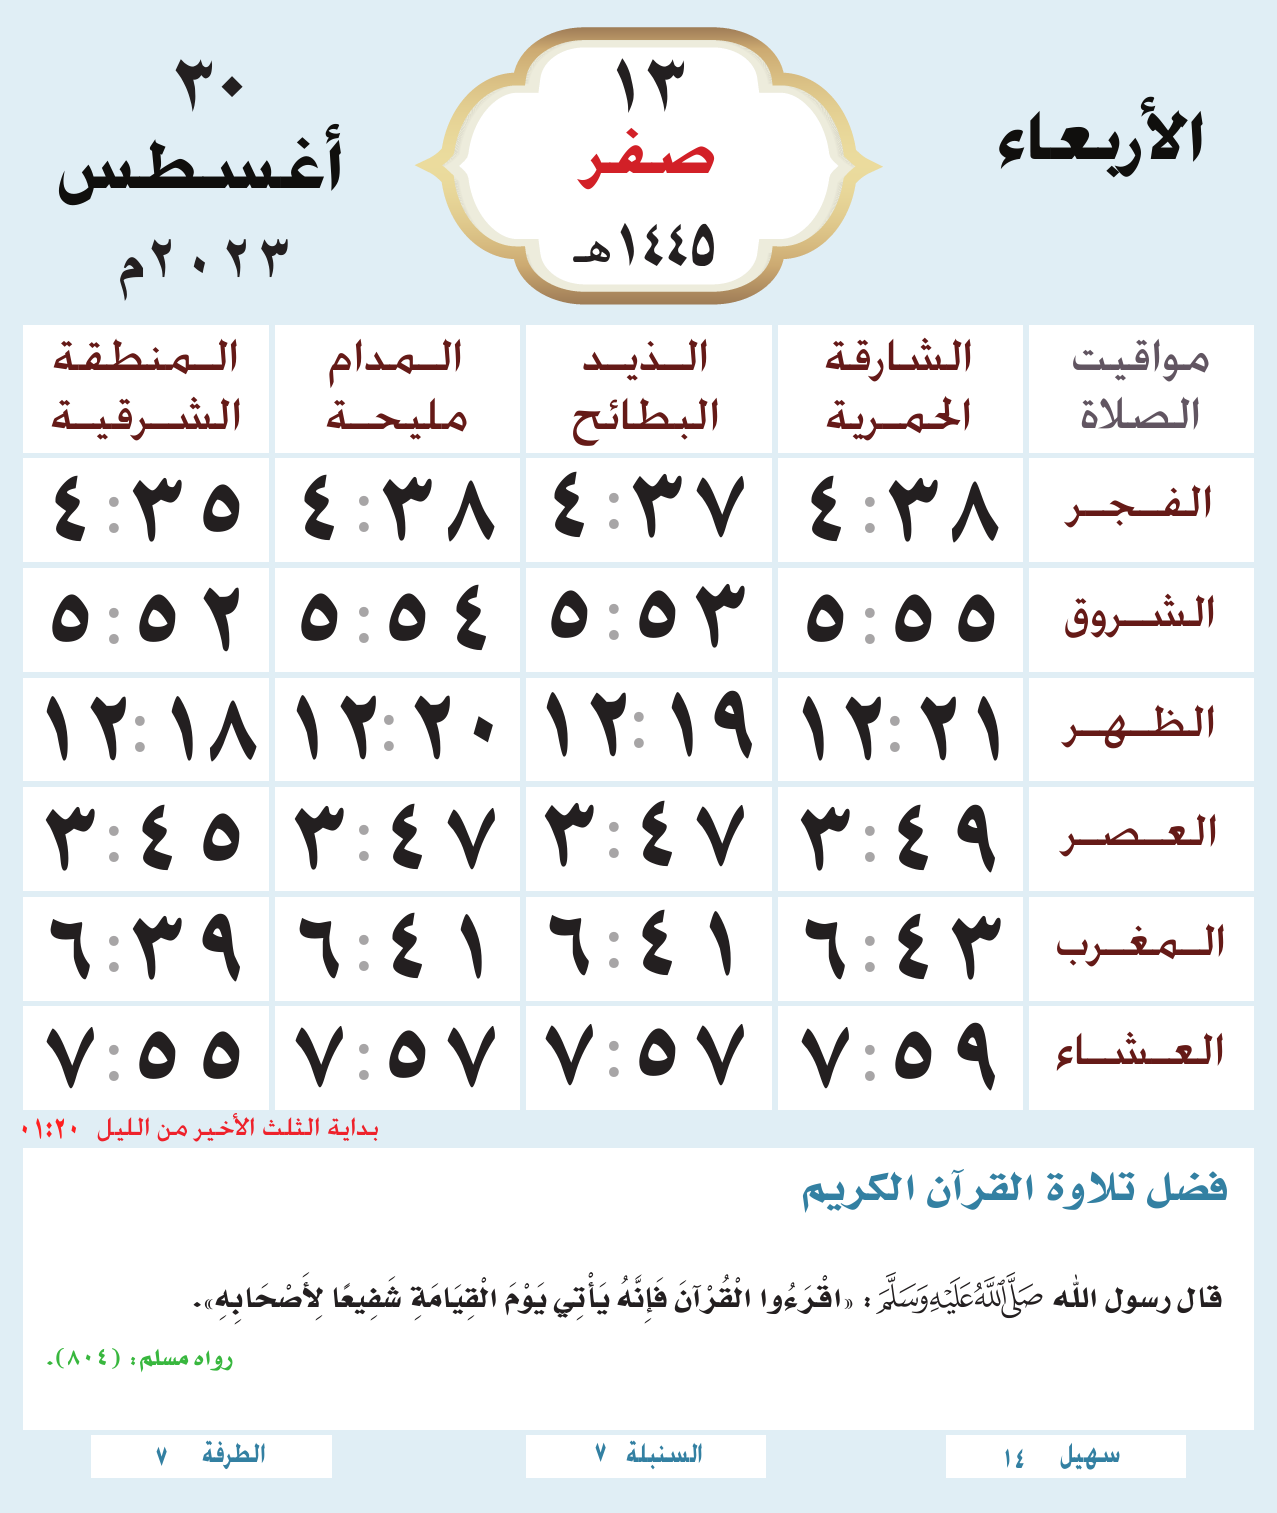 الأربعاء
١٣
صفر
١٤٤٥هـ
٣٠
أغسطس
٢٠٢٣م
مواقيت الصلاة | الشارقة الحمرية | الذيد البطائح | المدام مليحة | المنطقة الشرقية
الفجر ٤:٣٨ ٤:٣٧ ٤:٣٨ ٤:٣٥
الشروق ٥:٥٥ ٥:٥٣ ٥:٥٤ ٥:٥٢
الظهر ١٢:٢١ ١٢:١٩ ١٢:٢٠ ١٢:١٨
العصر ٣:٤٩ ٣:٤٧ ٣:٤٧ ٣:٤٥
المغرب ٦:٤٣ ٦:٤١ ٦:٤١ ٦:٣٩
العشاء ٧:٥٩ ٧:٥٧ ٧:٥٧ ٧:٥٥
بداية الثلث الأخير من الليل ٠١:٢٠
فضل تلاوة القرآن الكريم
قال رسول الله ﷺ: «اقْرَءُوا الْقُرْآنَ فَإِنَّهُ يَأْتِي يَوْمَ الْقِيَامَةِ شَفِيعًا لِأَصْحَابِهِ».
رواه مسلم: (٨٠٤).
سهيل ١٤
السنبلة ٧
الطرفة ٧